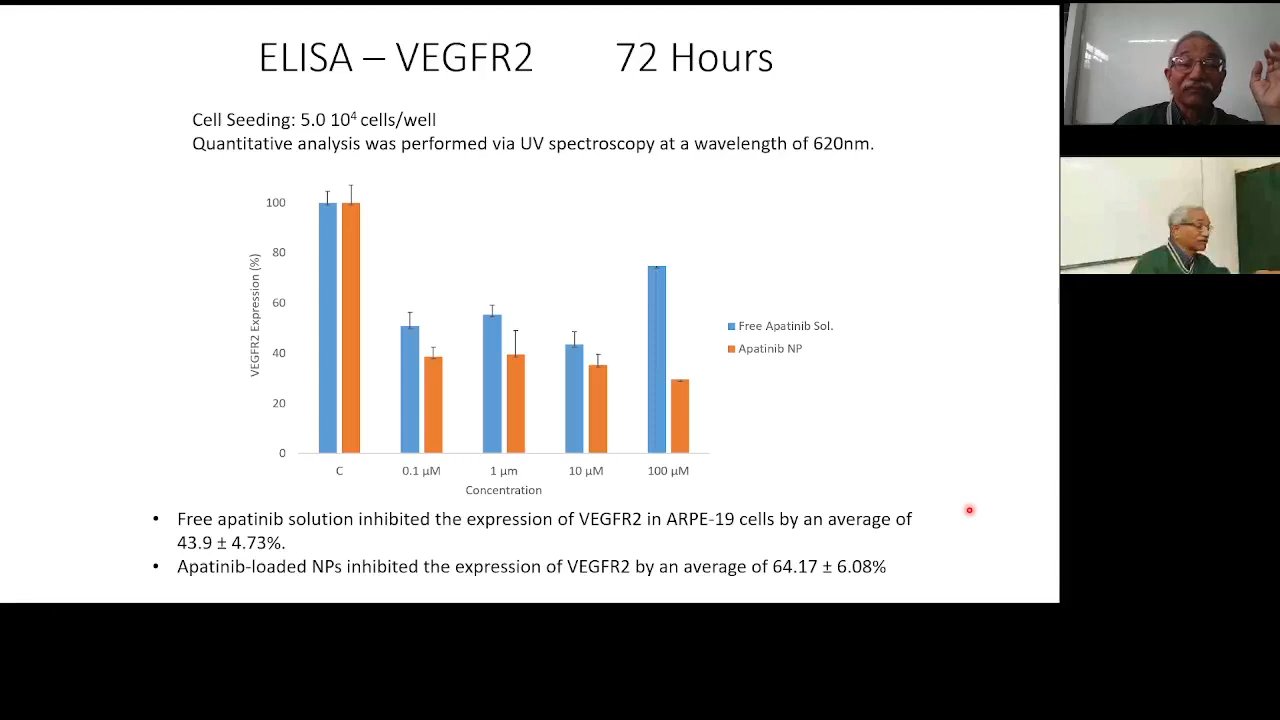 ELISA – VEGFR2 72 Hours
Cell Seeding: 5.0 10⁴ cells/well
Quantitative analysis was performed via UV spectroscopy at a wavelength of 620nm.
100
80
60
40
20
0
VEGFR2 Expression (%)
C 0.1 µM 1 µm 10 µM 100 µM
Concentration
Free Apatinib Sol.
Apatinib NP
• Free apatinib solution inhibited the expression of VEGFR2 in ARPE-19 cells by an average of
43.9 ± 4.73%.
• Apatinib-loaded NPs inhibited the expression of VEGFR2 by an average of 64.17 ± 6.08%